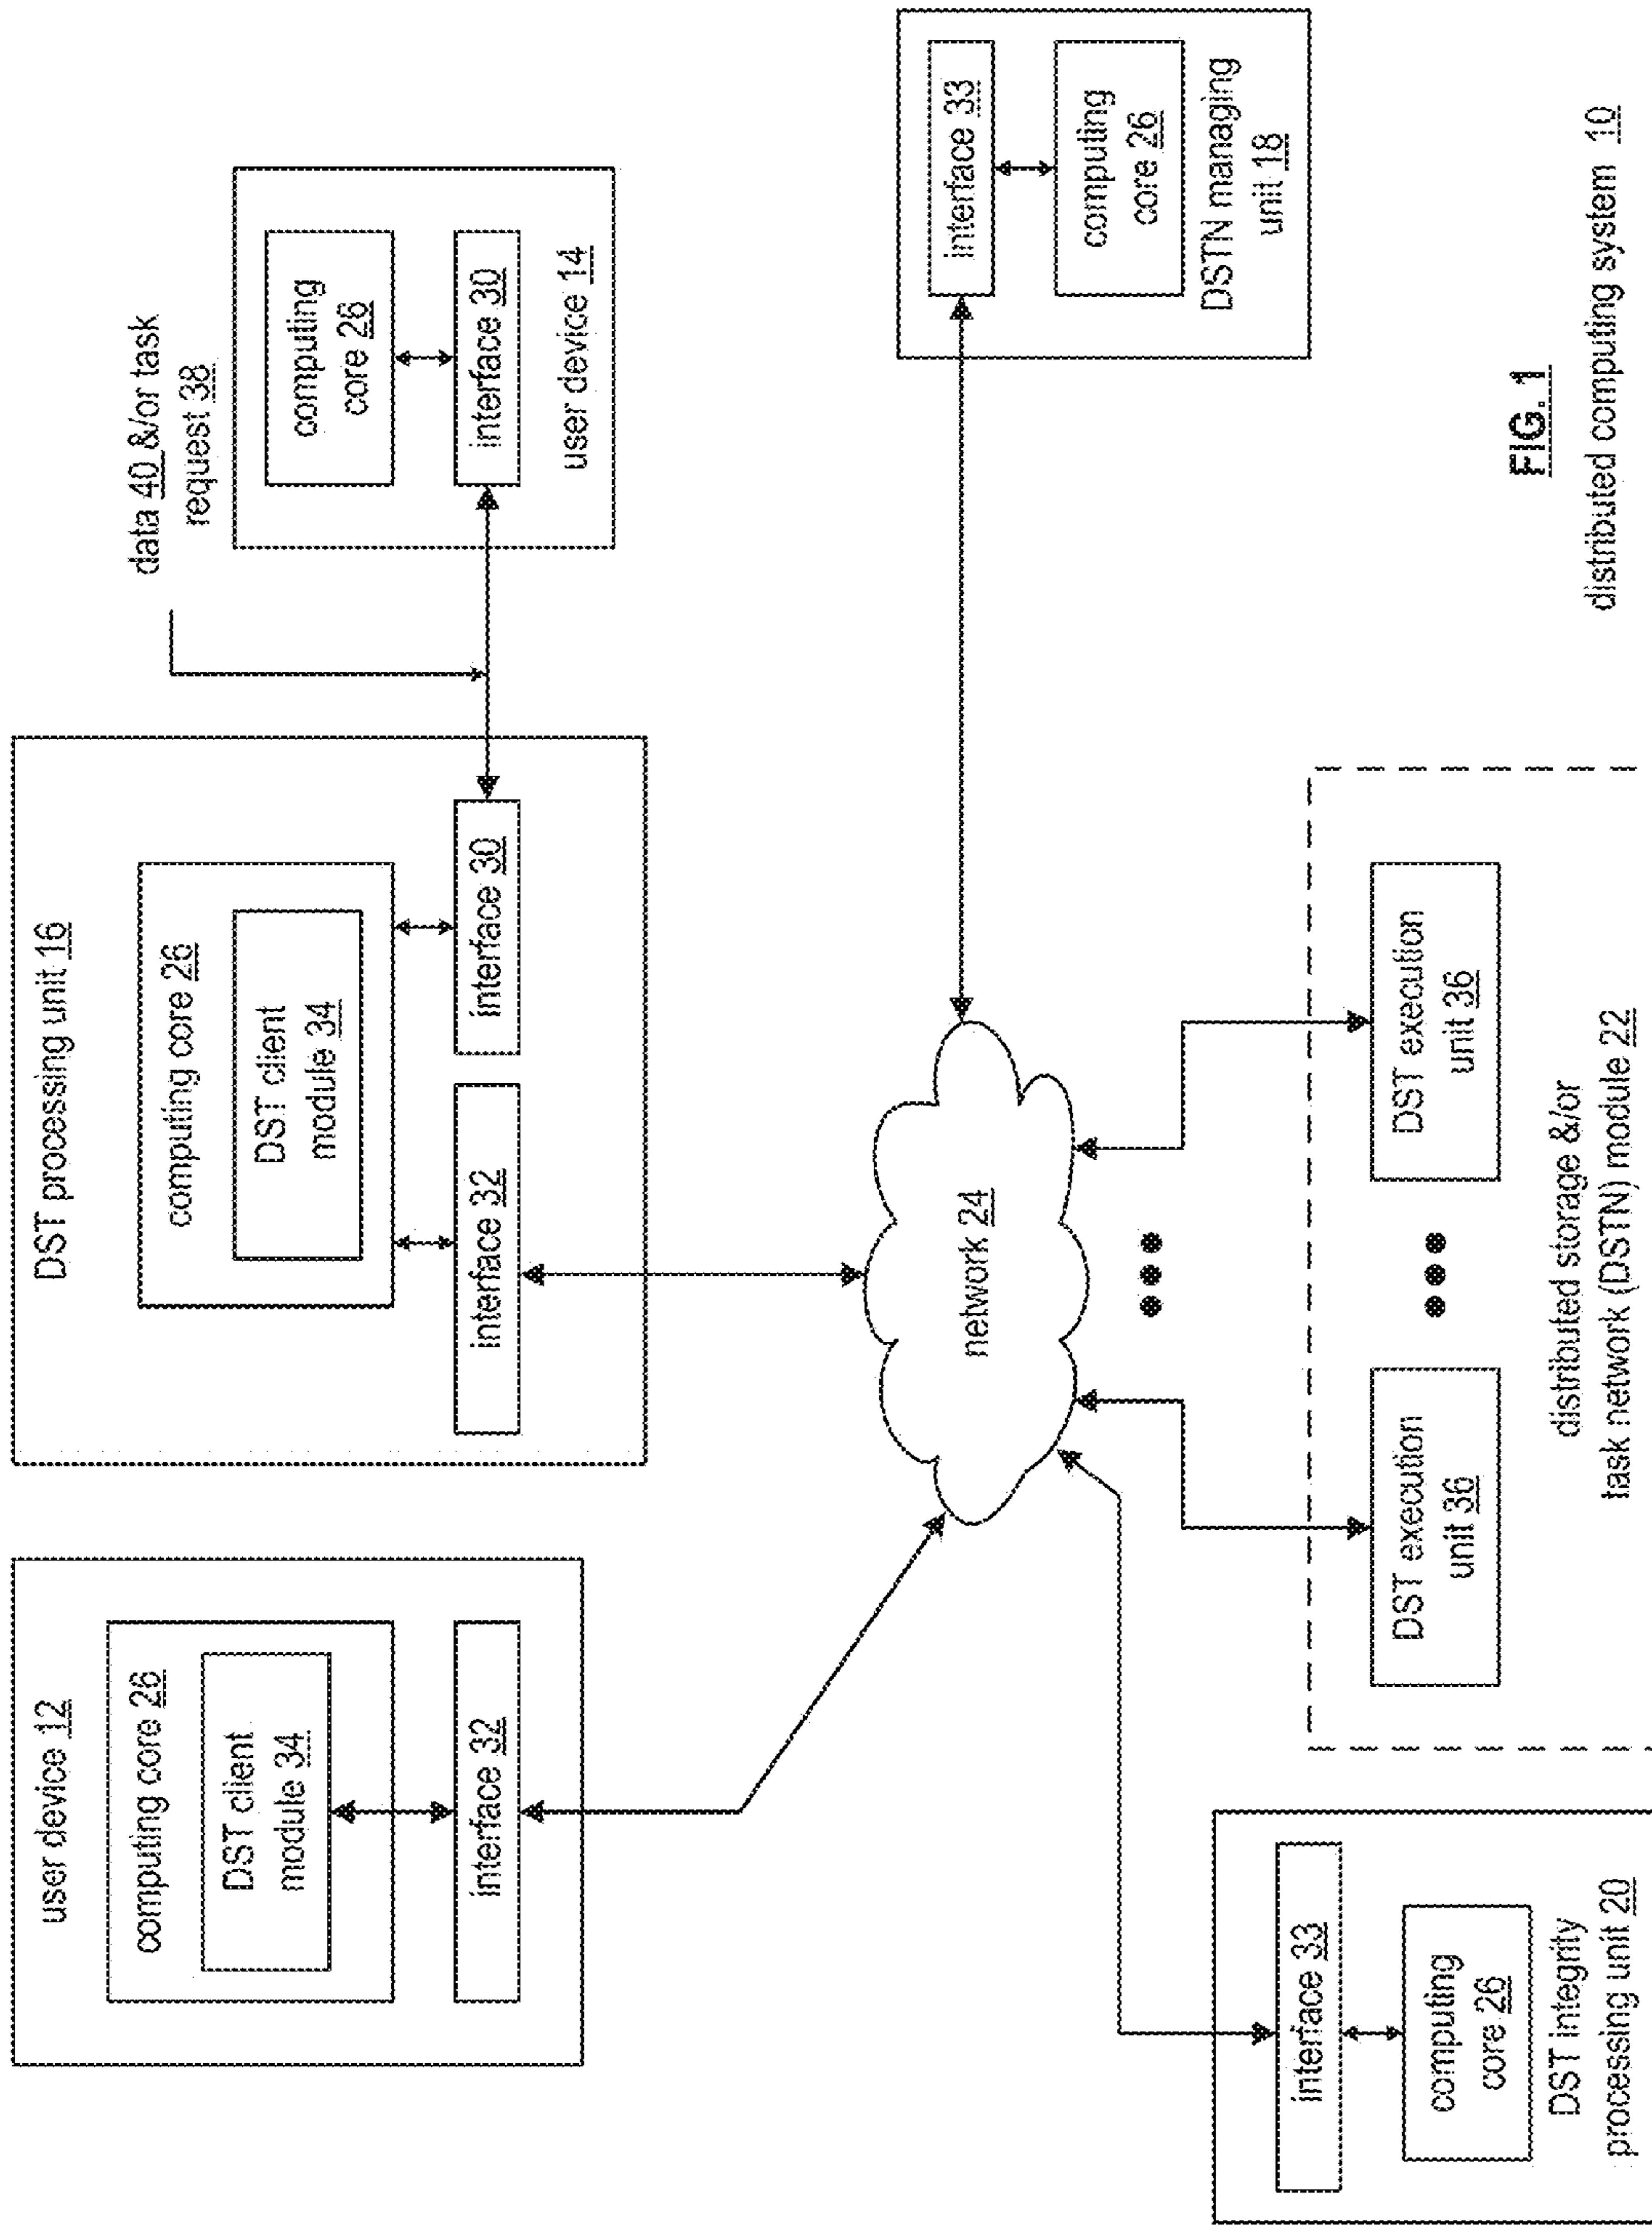 user device 12
computing core 26
DST client
module 34
interface 32
DST processing unit 16
computing core 26
DST client
module 34
interface 32
interface 30
data 40 &/or task
request 38
computing
core 26
interface 30
user device 14
network 24
interface 33
computing
core 26
DSTN managing
unit 18
interface 33
computing
core 26
DST integrity
processing unit 20
DST execution
unit 36
DST execution
unit 36
distributed storage &/or
task network (DSTN) module 22
FIG. 1
distributed computing system 10